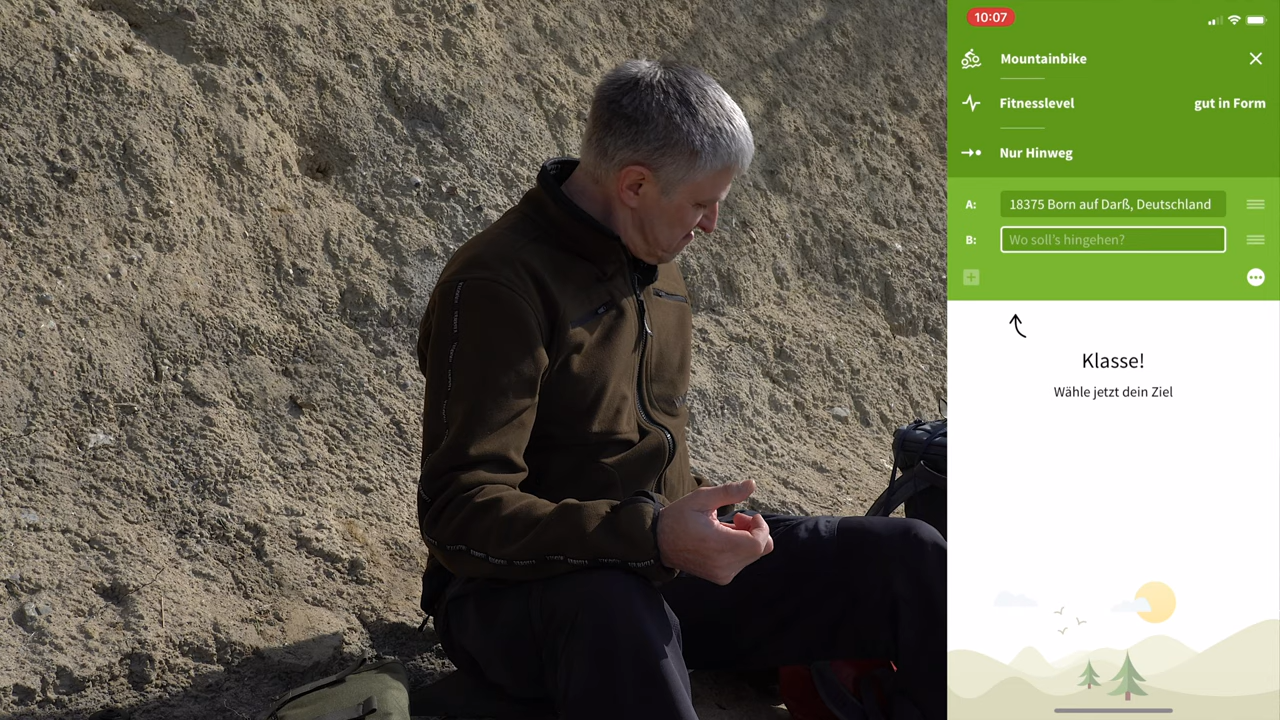 10:07
Mountainbike
Fitnesslevel gut in Form
Nur Hinweg
A: 18375 Born auf Darß, Deutschland
B: Wo soll's hingehen?
Klasse!
Wähle jetzt dein Ziel